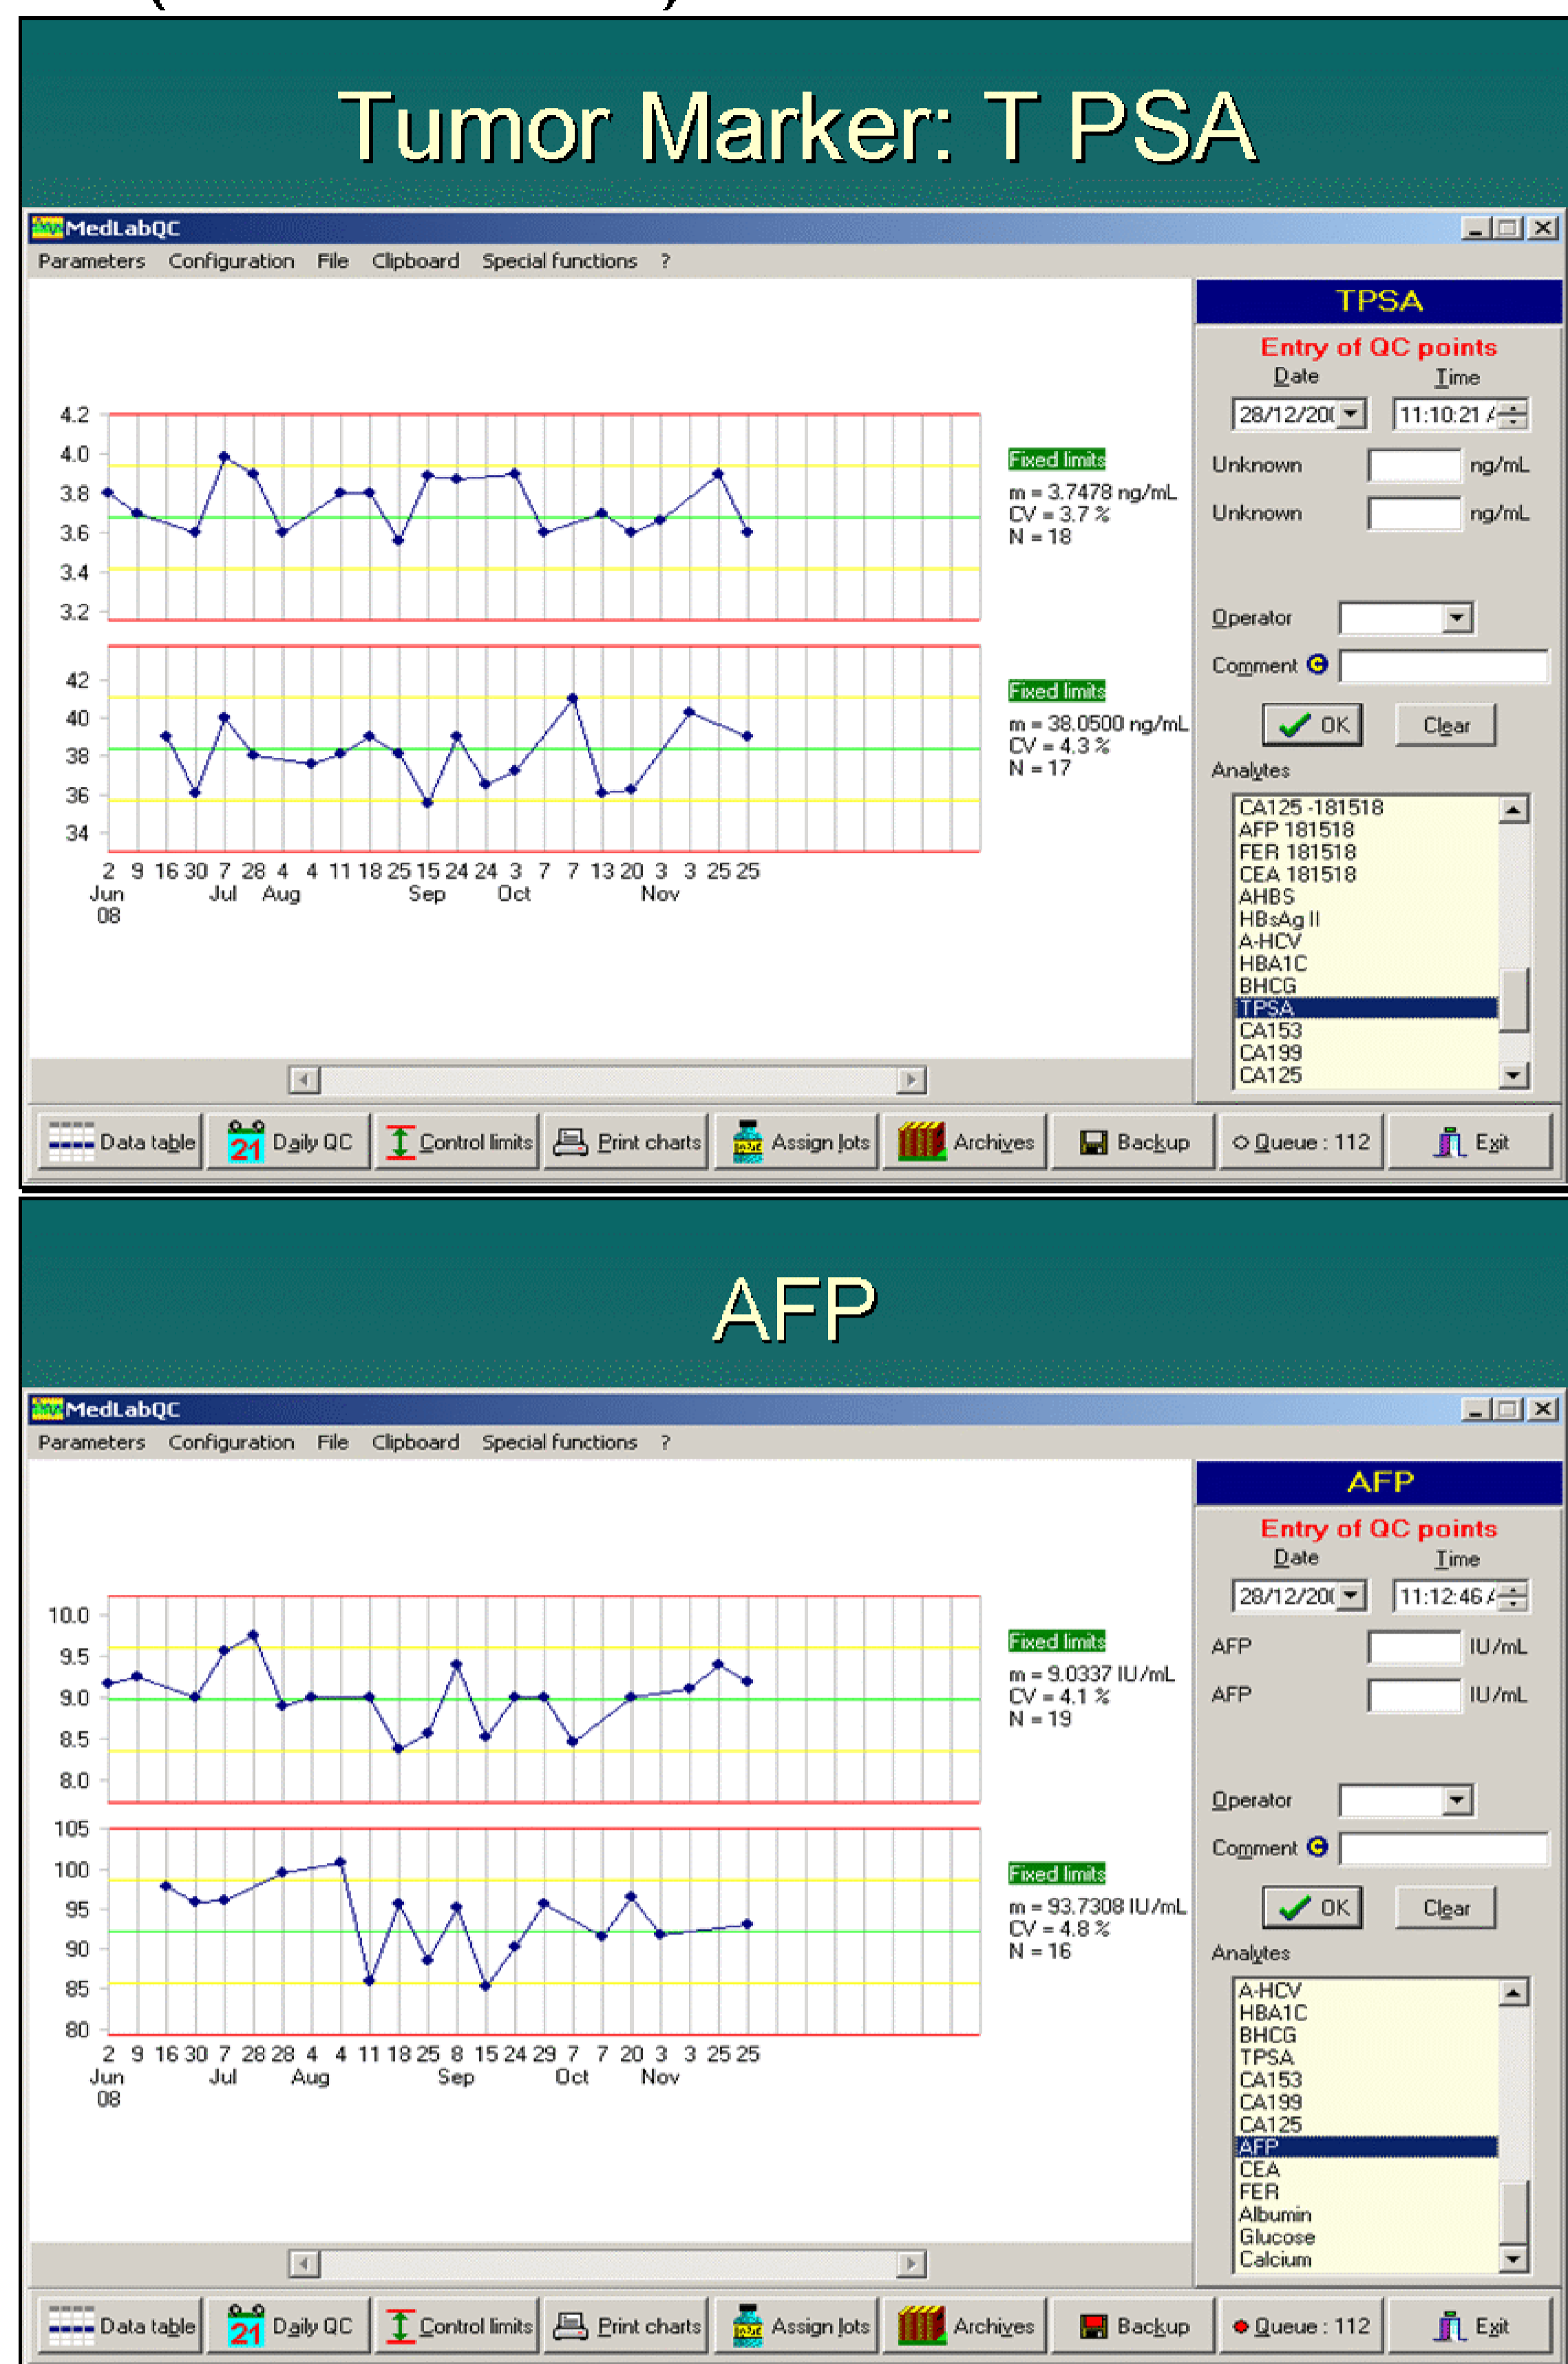 Tumor Marker: T PSA
MedLabQC
Parameters Configuration File Clipboard Special functions ?
TPSA
Entry of QC points
Date Time
28/12/20 11:10:21
Unknown ng/mL
Unknown ng/mL
Operator
Comment
OK Clear
Analytes
CA125 -181518
AFP 181518
FER 181518
CEA 181518
AHBS
HBsAg II
A-HCV
HBA1C
BHCG
TPSA
CA153
CA199
CA125
4.2
4.0
3.8
3.6
3.4
3.2
Fixed limits
m = 3.7478 ng/mL
CV = 3.7 %
N = 18
42
40
38
36
34
Fixed limits
m = 38.0500 ng/mL
CV = 4.3 %
N = 17
2 9 16 30 7 28 4 4 11 18 25 15 24 24 3 7 7 13 20 3 3 25 25
Jun Jul Aug Sep Oct Nov
08
Data table Daily QC Control limits Print charts Assign lots Archives Backup Queue : 112 Exit
AFP
MedLabQC
Parameters Configuration File Clipboard Special functions ?
AFP
Entry of QC points
Date Time
28/12/20 11:12:46
AFP IU/mL
AFP IU/mL
Operator
Comment
OK Clear
Analytes
A-HCV
HBA1C
BHCG
TPSA
CA153
CA199
CA125
AFP
CEA
FER
Albumin
Glucose
Calcium
10.0
9.5
9.0
8.5
8.0
Fixed limits
m = 9.0337 IU/mL
CV = 4.1 %
N = 19
105
100
95
90
85
80
Fixed limits
m = 93.7308 IU/mL
CV = 4.8 %
N = 16
2 9 16 30 7 28 28 4 4 11 18 25 8 15 24 29 7 7 20 3 3 25 25
Jun Jul Aug Sep Oct Nov
08
Data table Daily QC Control limits Print charts Assign lots Archives Backup Queue : 112 Exit